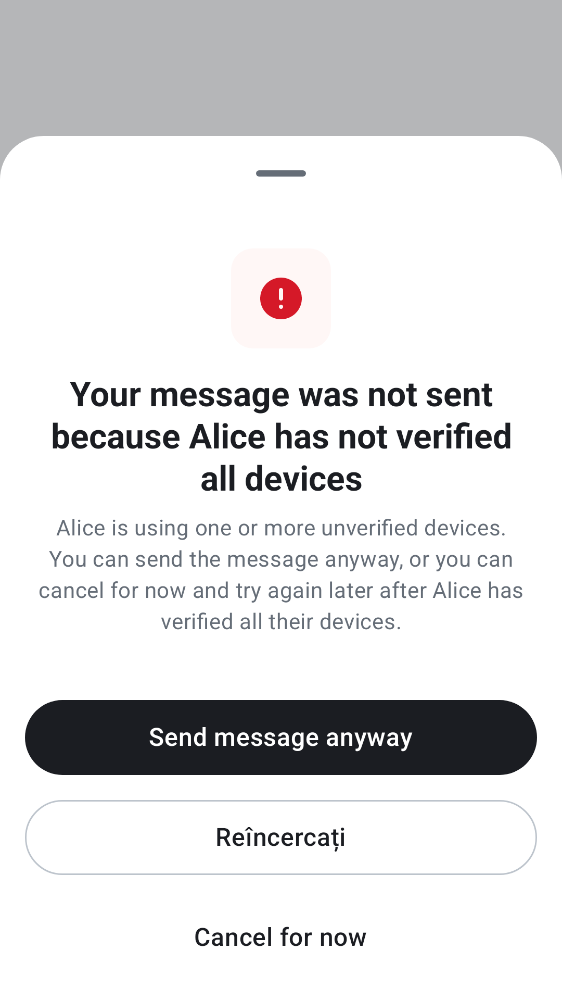 Your message was not sent
because Alice has not verified
all devices
Alice is using one or more unverified devices.
You can send the message anyway, or you can
cancel for now and try again later after Alice has
verified all their devices.
Send message anyway
Reîncercați
Cancel for now